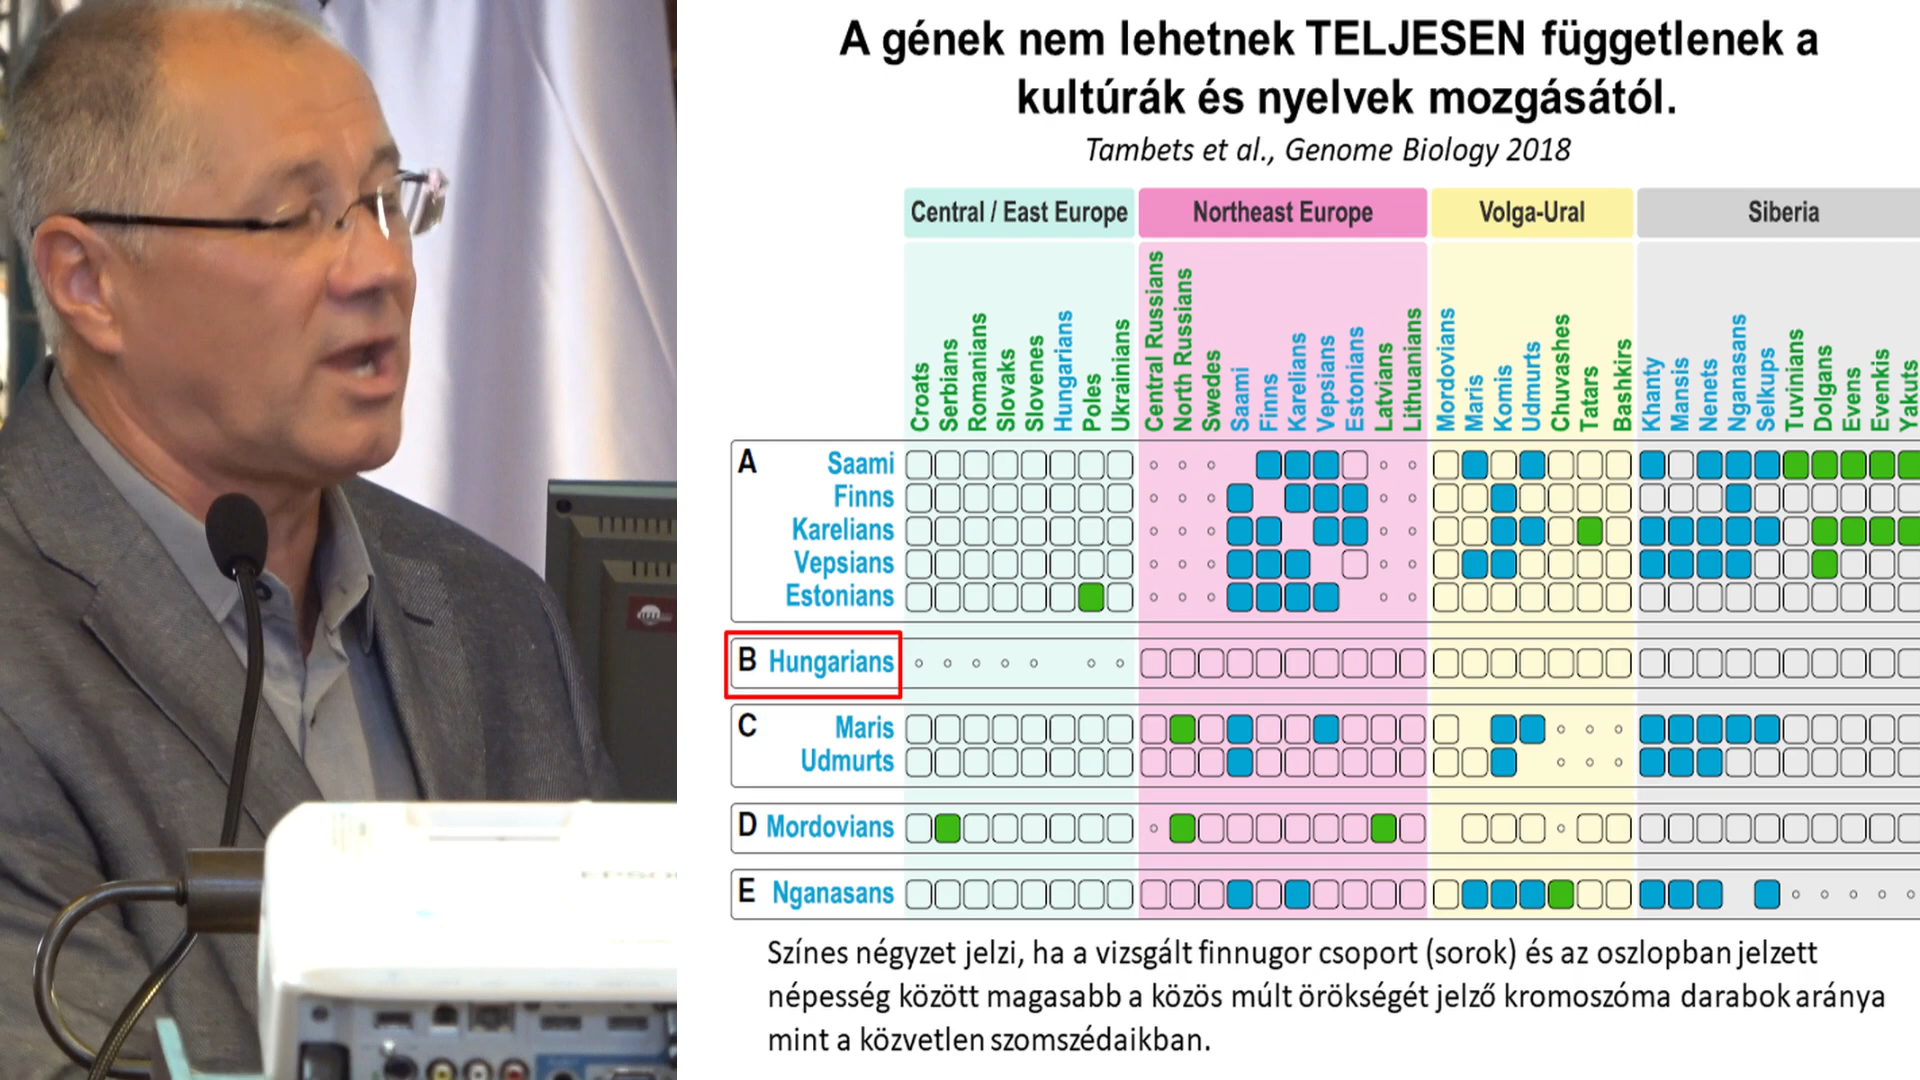 A gének nem lehetnek TELJESEN függetlenek a
kultúrák és nyelvek mozgásától.
Tambets et al., Genome Biology 2018
Central / East Europe
Northeast Europe
Volga-Ural
Siberia
Croats
Serbians
Romanians
Slovaks
Slovenes
Hungarians
Poles
Ukrainians
Central Russians
North Russians
Swedes
Saami
Finns
Karelians
Vepsians
Estonians
Latvians
Lithuanians
Mordovians
Maris
Komis
Udmurts
Chuvashes
Tatars
Bashkirs
Khanty
Mansis
Nenets
Nganasans
Selkups
Tuvinians
Dolgans
Evens
Evenkis
Yakuts
A Saami
Finns
Karelians
Vepsians
Estonians
B Hungarians
C Maris
Udmurts
D Mordovians
E Nganasans
Színes négyzet jelzi, ha a vizsgált finnugor csoport (sorok) és az oszlopban jelzett
népesség között magasabb a közös múlt örökségét jelző kromoszóma darabok aránya
mint a közvetlen szomszédaikban.